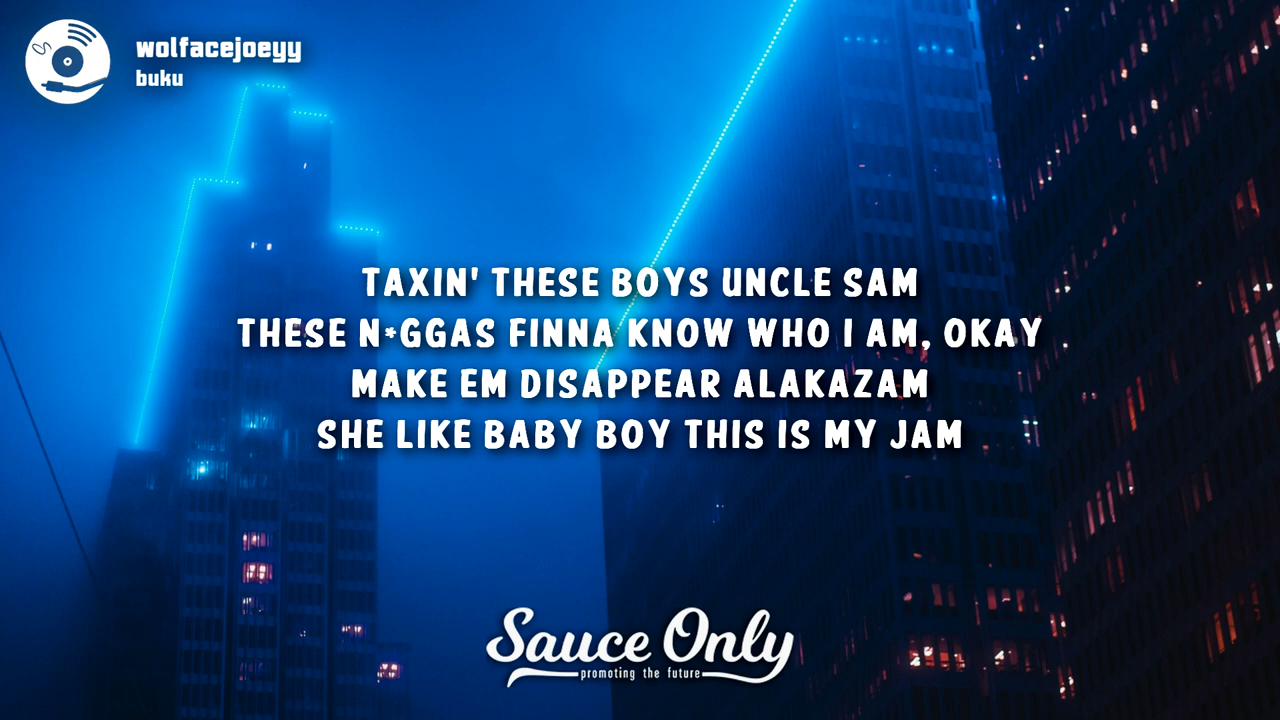 wolfacejoeyy
buku
TAXIN' THESE BOYS UNCLE SAM
THESE N*GGAS FINNA KNOW WHO I AM, OKAY
MAKE EM DISAPPEAR ALAKAZAM
SHE LIKE BABY BOY THIS IS MY JAM
Sauce Only
promoting the future